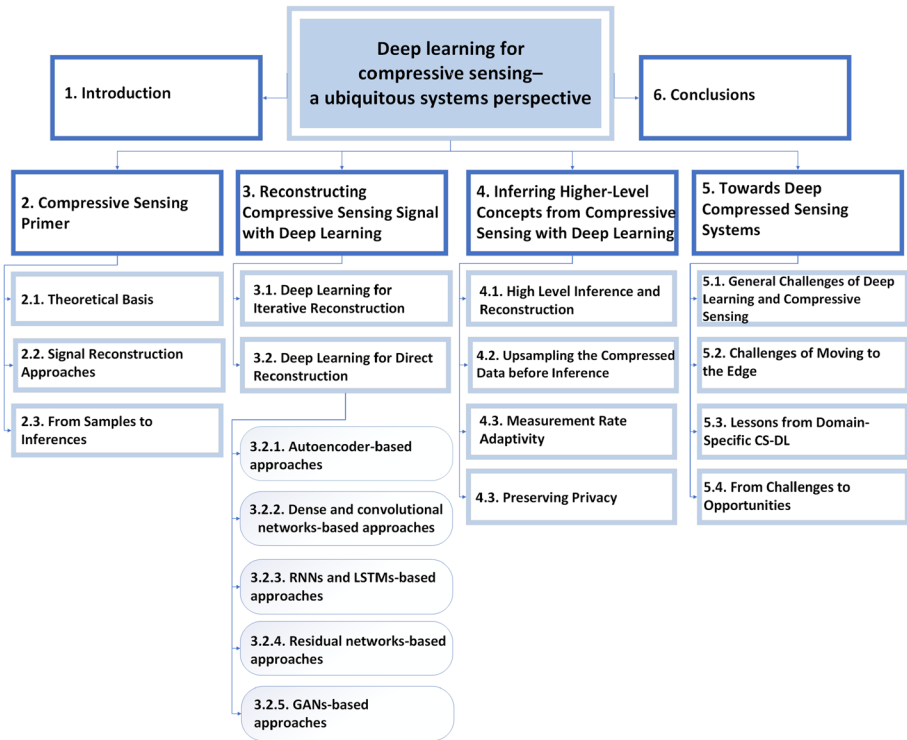 Deep learning for
compressive sensing–
a ubiquitous systems perspective
1. Introduction
6. Conclusions
2. Compressive Sensing
Primer
3. Reconstructing
Compressive Sensing Signal
with Deep Learning
4. Inferring Higher-Level
Concepts from Compressive
Sensing with Deep Learning
5. Towards Deep
Compressed Sensing
Systems
2.1. Theoretical Basis
2.2. Signal Reconstruction
Approaches
2.3. From Samples to
Inferences
3.1. Deep Learning for
Iterative Reconstruction
3.2. Deep Learning for Direct
Reconstruction
3.2.1. Autoencoder-based
approaches
3.2.2. Dense and convolutional
networks-based approaches
3.2.3. RNNs and LSTMs-based
approaches
3.2.4. Residual networks-based
approaches
3.2.5. GANs-based
approaches
4.1. High Level Inference and
Reconstruction
4.2. Upsampling the Compressed
Data before Inference
4.3. Measurement Rate
Adaptivity
4.3. Preserving Privacy
5.1. General Challenges of Deep
Learning and Compressive
Sensing
5.2. Challenges of Moving to
the Edge
5.3. Lessons from Domain-
Specific CS-DL
5.4. From Challenges to
Opportunities